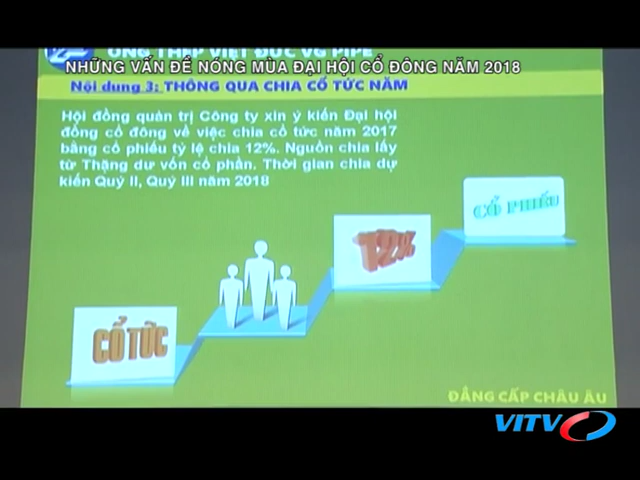 ỐNG THÉP VIỆT ĐỨC VG PIPE
NHỮNG VẤN ĐỀ NÓNG MÙA ĐẠI HỘI CỔ ĐÔNG NĂM 2018
Nội dung 3: THÔNG QUA CHIA CỔ TỨC NĂM
Hội đồng quản trị Công ty xin ý kiến Đại hội
đồng cổ đông về việc chia cổ tức năm 2017
bằng cổ phiếu tỷ lệ chia 12%. Nguồn chia lấy
từ Thặng dư vốn cổ phần. Thời gian chia dự
kiến Quý II, Quý III năm 2018
CỔ PHIẾU
12%
CỔ TỨC
ĐẲNG CẤP CHÂU ÂU
VITV